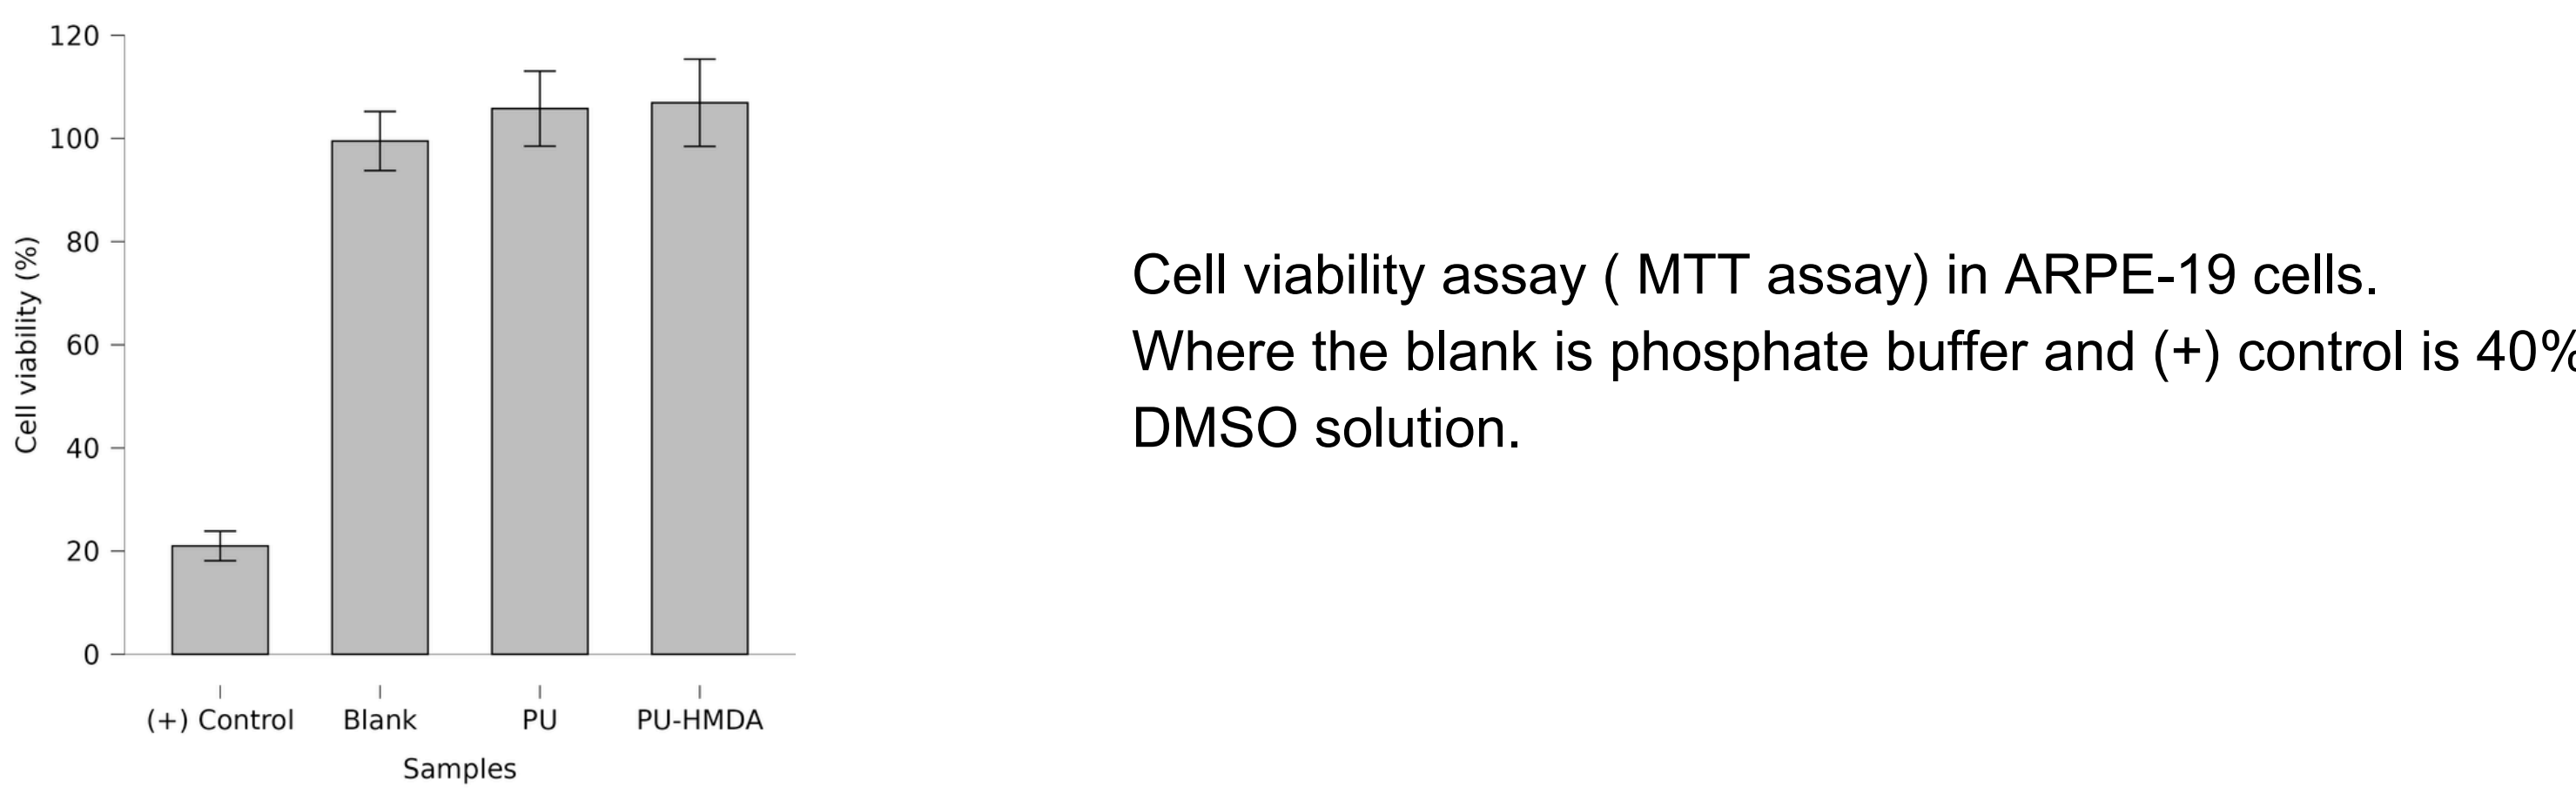 120
100
80
60
40
20
0
Cell viability (%)
(+) Control Blank PU PU-HMDA
Samples
Cell viability assay ( MTT assay) in ARPE-19 cells.
Where the blank is phosphate buffer and (+) control is 40%
DMSO solution.